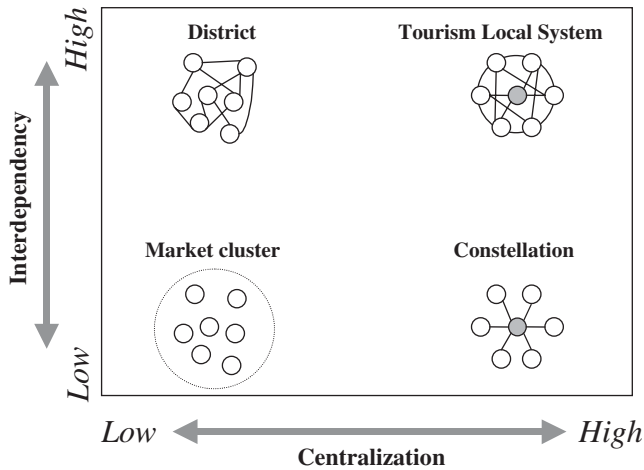 High
District
Tourism Local System
Interdependency
Market cluster
Constellation
Low
Low
High
Centralization